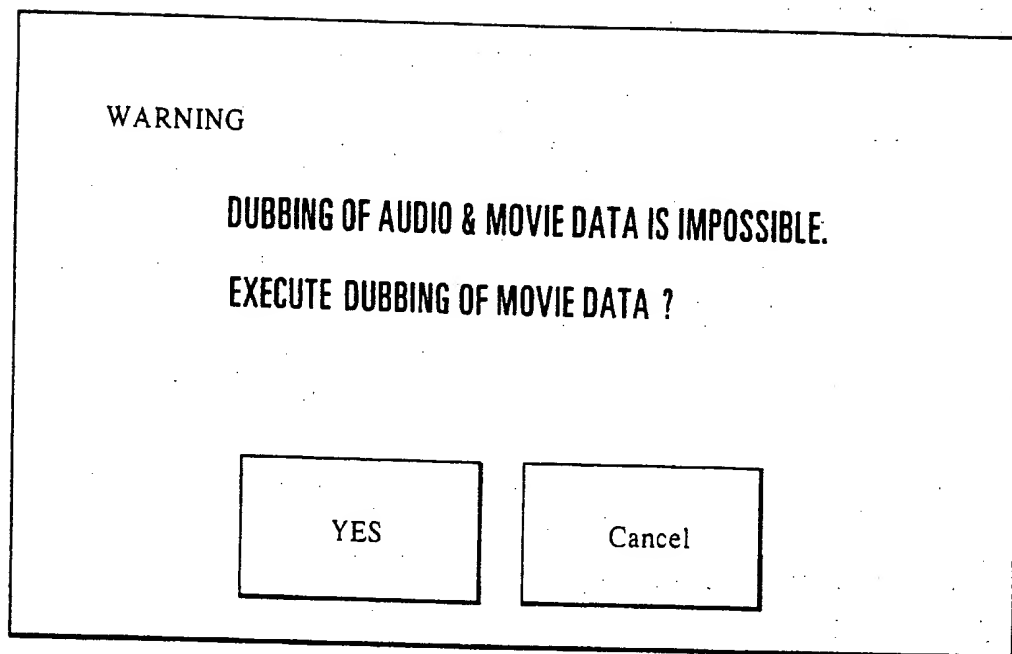 WARNING
DUBBING OF AUDIO & MOVIE DATA IS IMPOSSIBLE.
EXECUTE DUBBING OF MOVIE DATA ?
YES
Cancel